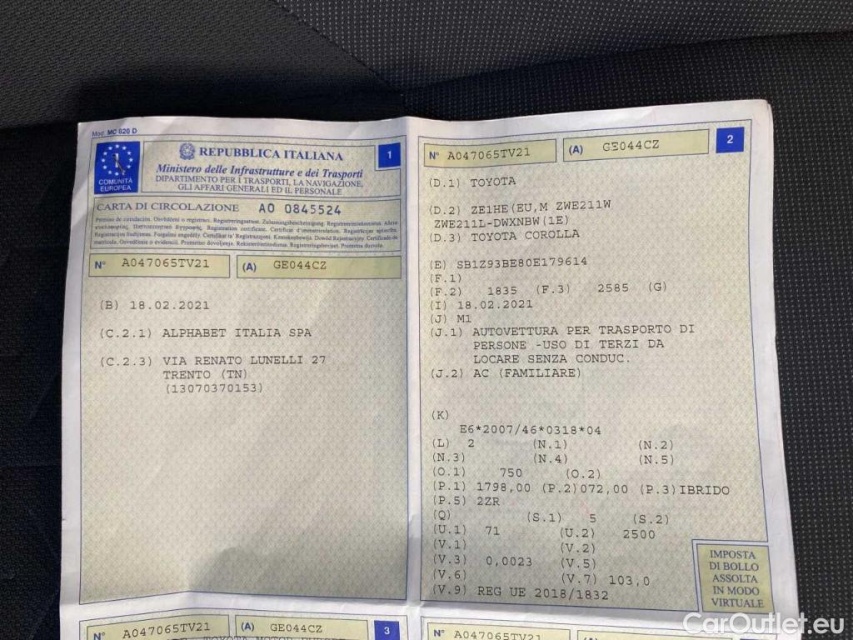 Mod. MC 820 D
COMUNITÀ
EUROPEA
REPUBBLICA ITALIANA
Ministero delle Infrastrutture e dei Trasporti
DIPARTIMENTO PER I TRASPORTI, LA NAVIGAZIONE,
GLI AFFARI GENERALI ED IL PERSONALE
1
CARTA DI CIRCOLAZIONE AO 0845524
N° A047065TV21 (A) GE044CZ
(B) 18.02.2021
(C.2.1) ALPHABET ITALIA SPA
(C.2.3) VIA RENATO LUNELLI 27
TRENTO (TN)
(13070370153)
N° A047065TV21 (A) GE044CZ 2
(D.1) TOYOTA
(D.2) ZE1HE(EU,M ZWE211W
ZWE211L-DWXNBW(1E)
(D.3) TOYOTA COROLLA
(E) SB1Z93BE80E179614
(F.1)
(F.2) 1835 (F.3) 2585 (G)
(I) 18.02.2021
(J) M1
(J.1) AUTOVETTURA PER TRASPORTO DI
PERSONE -USO DI TERZI DA
LOCARE SENZA CONDUC.
(J.2) AC (FAMILIARE)
(K)
E6*2007/46*0318*04
(L) 2 (N.1) (N.2)
(N.3) (N.4) (N.5)
(O.1) 750 (O.2)
(P.1) 1798,00 (P.2)072,00 (P.3)IBRIDO
(P.5) 2ZR
(Q) (S.1) 5 (S.2)
(U.1) 71 (U.2) 2500
(V.1) (V.2)
(V.3) 0,0023 (V.5)
(V.6) (V.7) 103,0
(V.9) REG UE 2018/1832
IMPOSTA
DI BOLLO
ASSOLTA
IN MODO
VIRTUALE
N° A047065TV21 (A) GE044CZ 3
N° A047065TV21 (A) GE044CZ
CarOutlet.eu